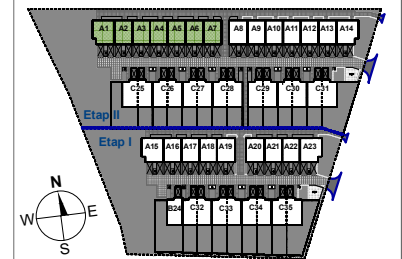 A1 A2 A3 A4 A5 A6 A7 A8 A9 A10 A11 A12 A13 A14
C25 C26 C27 C28 C29 C30 C31
Etap II
Etap I
A15 A16 A17 A18 A19 A20 A21 A22 A23
B24 C32 C33 C34 C35
N
W E
S